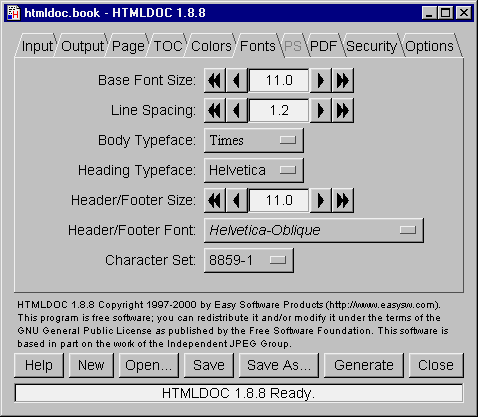 htmldoc.book - HTMLDOC 1.8.8
Input Output Page TOC Colors Fonts PS PDF Security Options
Base Font Size: 11.0
Line Spacing: 1.2
Body Typeface: Times
Heading Typeface: Helvetica
Header/Footer Size: 11.0
Header/Footer Font: Helvetica-Oblique
Character Set: 8859-1
HTMLDOC 1.8.8 Copyright 1997-2000 by Easy Software Products (http://www.easysw.com).
This program is free software; you can redistribute it and/or modify it under the terms of the
GNU General Public License as published by the Free Software Foundation. This software is
based in part on the work of the Independent JPEG Group.
Help New Open... Save Save As... Generate Close
HTMLDOC 1.8.8 Ready.